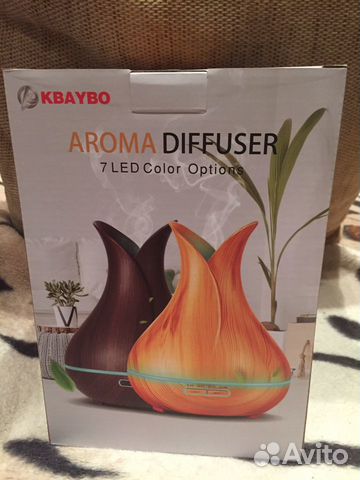 KBAYBO
AROMA DIFFUSER
7 LED Color Options
Avito